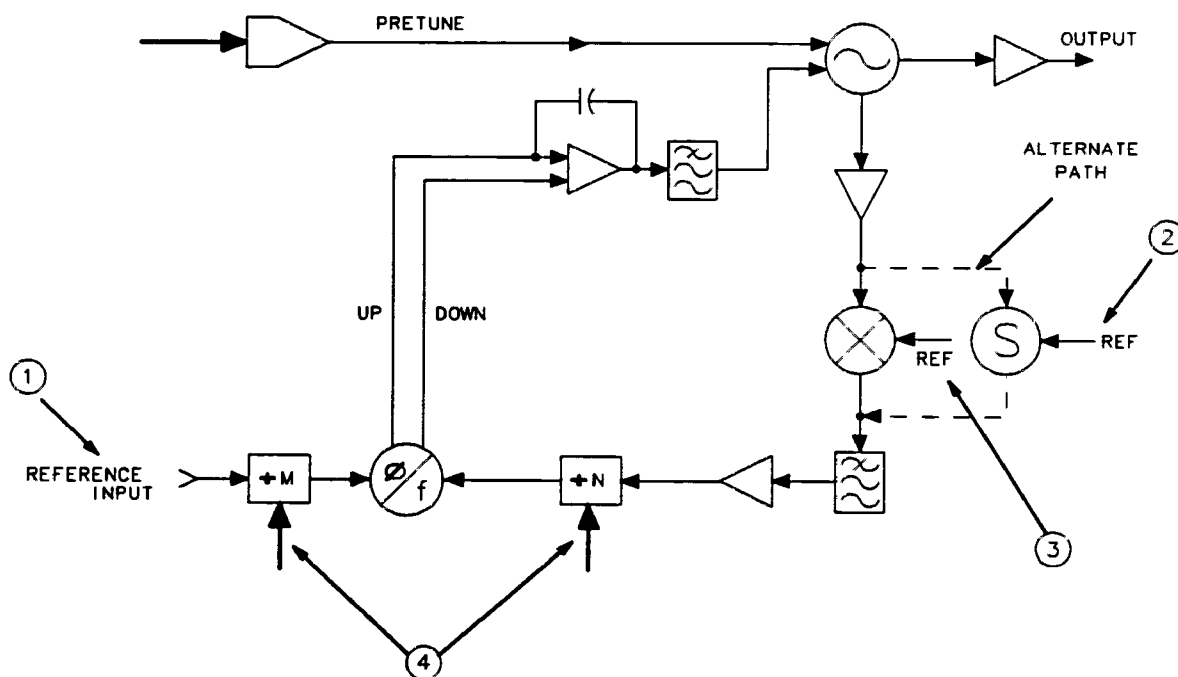 PRETUNE
OUTPUT
ALTERNATE
PATH
2
UP
DOWN
REF
S
REF
1
REFERENCE
INPUT
÷M
Ø
f
÷N
3
4